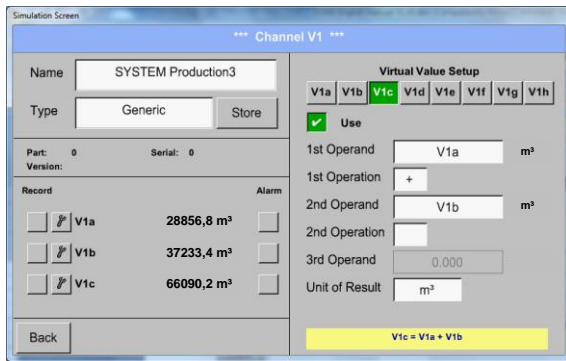 Simulation Screen
*** Channel V1 ***
Name SYSTEM Production3
Type Generic Store
Part: 0 Serial: 0
Version:
Record Alarm
V1a 28856,8 m³
V1b 37233,4 m³
V1c 66090,2 m³
Back
Virtual Value Setup
V1a V1b V1c V1d V1e V1f V1g V1h
Use
1st Operand V1a m³
1st Operation +
2nd Operand V1b m³
2nd Operation
3rd Operand 0.000
Unit of Result m³
V1c = V1a + V1b